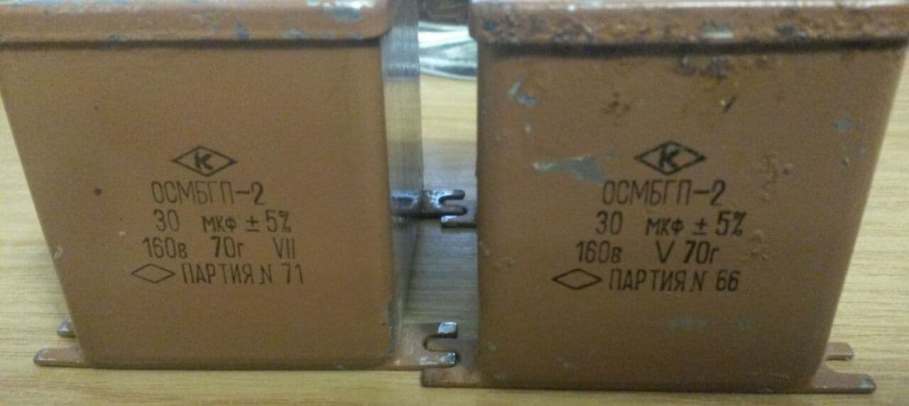 К
ОСМБГП-2
30 мкф ± 5%
160в 70г VII
ПАРТИЯ N 71
К
ОСМБГП-2
30 мкф ± 5%
160в V 70г
ПАРТИЯ N 66